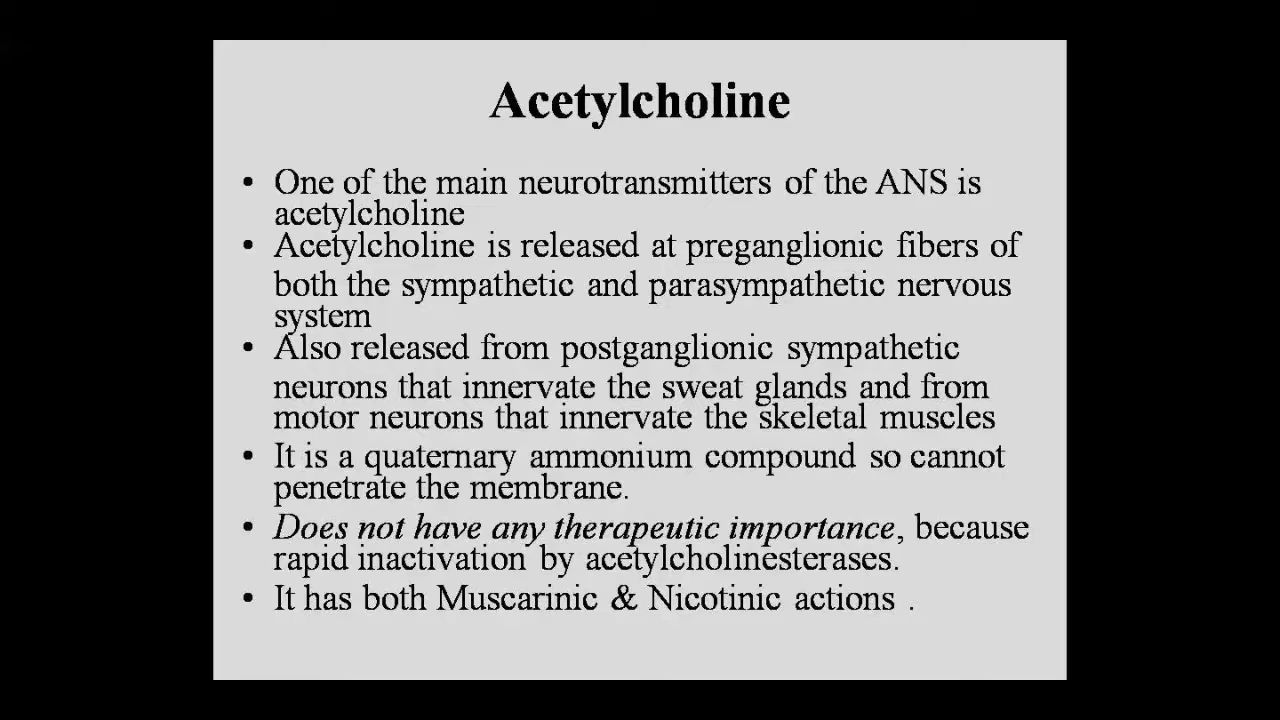 Acetylcholine
• One of the main neurotransmitters of the ANS is
acetylcholine
• Acetylcholine is released at preganglionic fibers of
both the sympathetic and parasympathetic nervous
system
• Also released from postganglionic sympathetic
neurons that innervate the sweat glands and from
motor neurons that innervate the skeletal muscles
• It is a quaternary ammonium compound so cannot
penetrate the membrane.
• Does not have any therapeutic importance, because
rapid inactivation by acetylcholinesterases.
• It has both Muscarinic & Nicotinic actions .